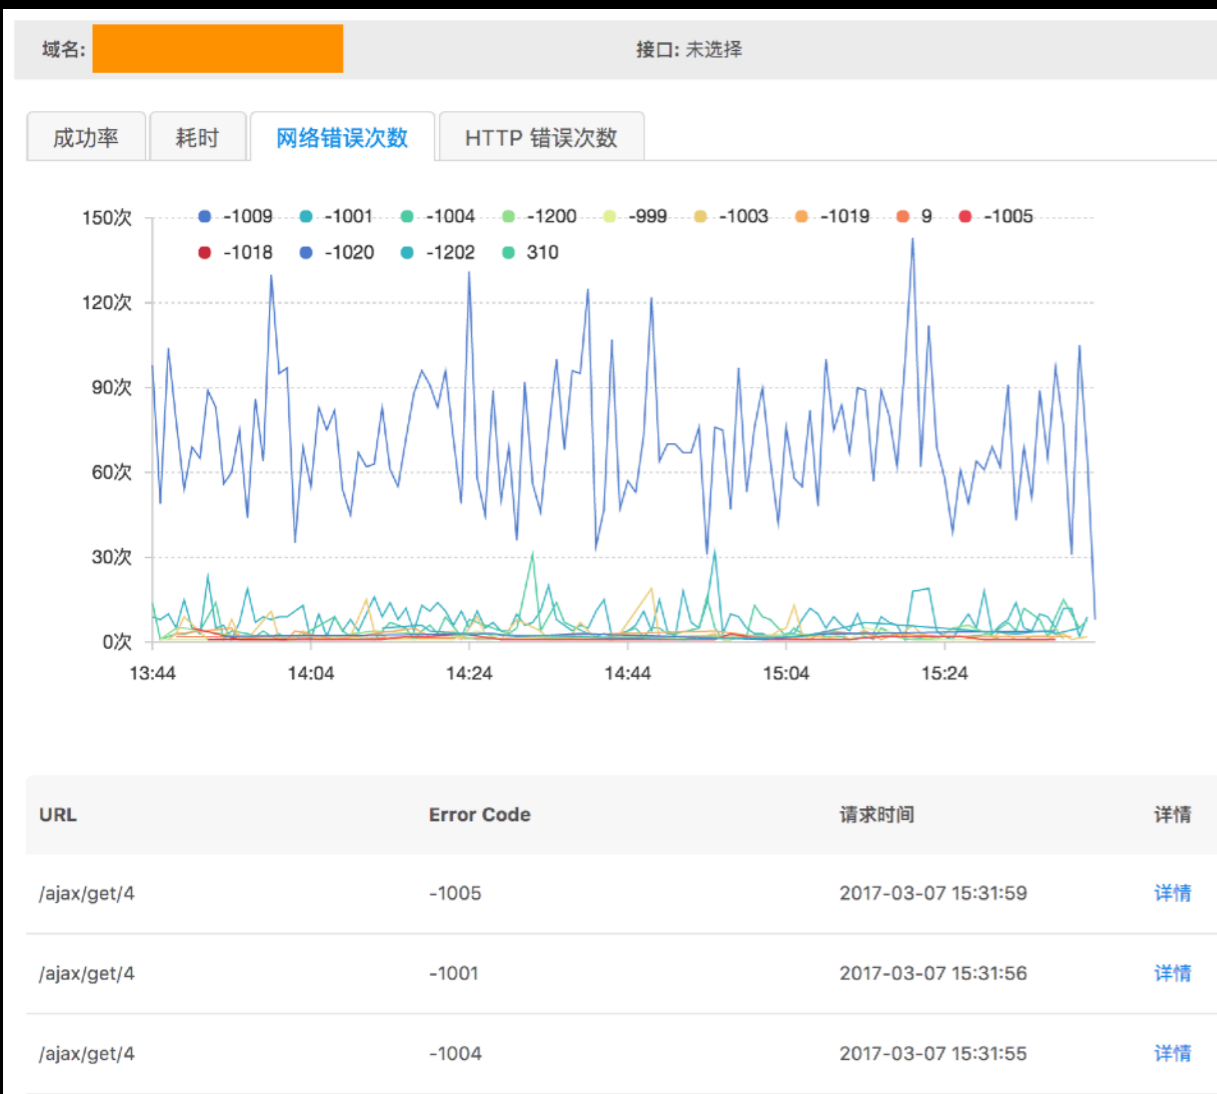 域名: 接口: 未选择
成功率 耗时 网络错误次数 HTTP 错误次数
150次 -1009 -1001 -1004 -1200 -999 -1003 -1019 9 -1005
-1018 -1020 -1202 310
120次
90次
60次
30次
0次
13:44 14:04 14:24 14:44 15:04 15:24
URL Error Code 请求时间 详情
/ajax/get/4 -1005 2017-03-07 15:31:59 详情
/ajax/get/4 -1001 2017-03-07 15:31:56 详情
/ajax/get/4 -1004 2017-03-07 15:31:55 详情